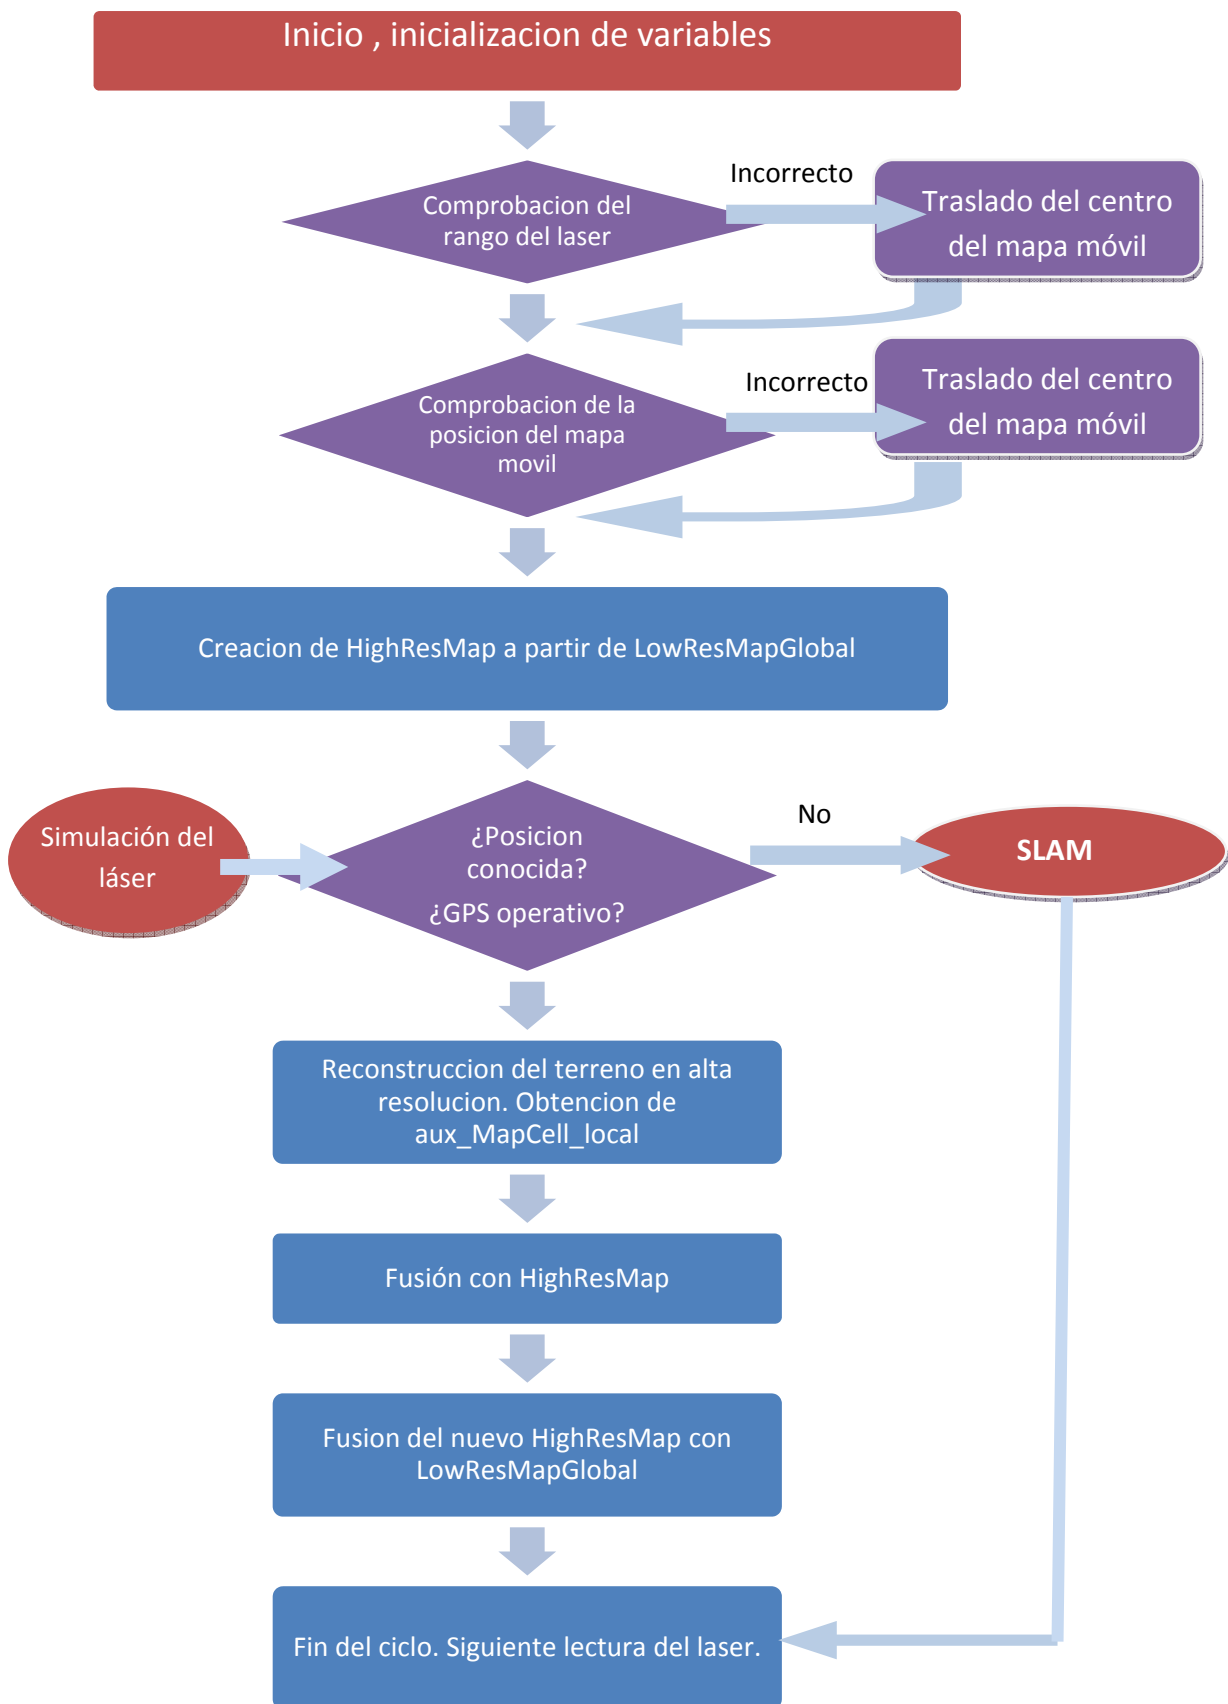 Inicio , inicializacion de variables
Incorrecto
Comprobacion del
rango del laser
Traslado del centro
del mapa móvil
Incorrecto
Comprobacion de la
posicion del mapa
movil
Traslado del centro
del mapa móvil
Creacion de HighResMap a partir de LowResMapGlobal
Simulación del
láser
¿Posicion
conocida?
¿GPS operativo?
No
SLAM
Reconstruccion del terreno en alta
resolucion. Obtencion de
aux_MapCell_local
Fusión con HighResMap
Fusion del nuevo HighResMap con
LowResMapGlobal
Fin del ciclo. Siguiente lectura del laser.